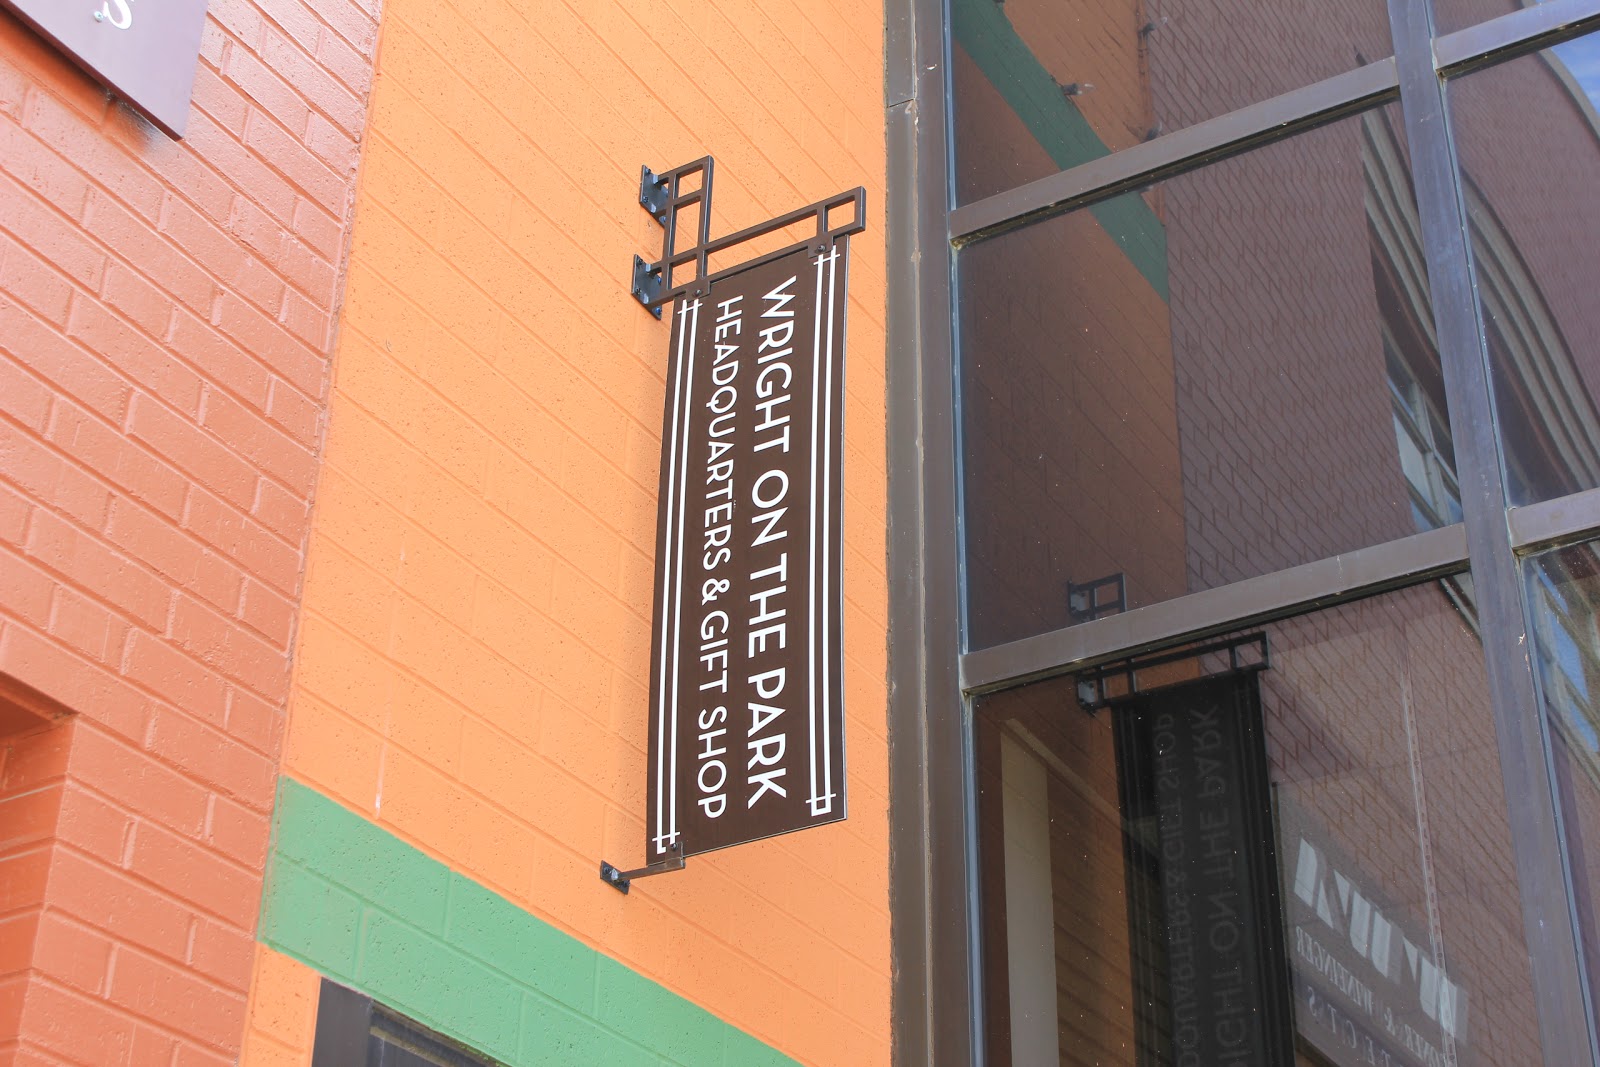 WRIGHT ON THE PARK
HEADQUARTERS & GIFT SHOP
S